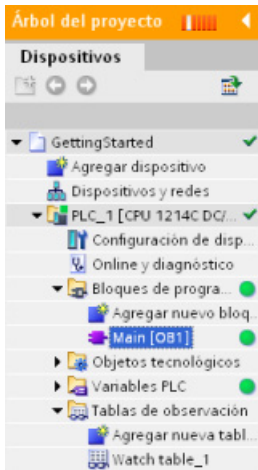 Árbol del proyecto
Dispositivos
GettingStarted
Agregar dispositivo
Dispositivos y redes
PLC_1 [CPU 1214C DC/...
Configuración de disp...
Online y diagnóstico
Bloques de progra...
Agregar nuevo bloq...
Main [OB1]
Objetos tecnológicos
Variables PLC
Tablas de observación
Agregar nueva tabl...
Watch table_1